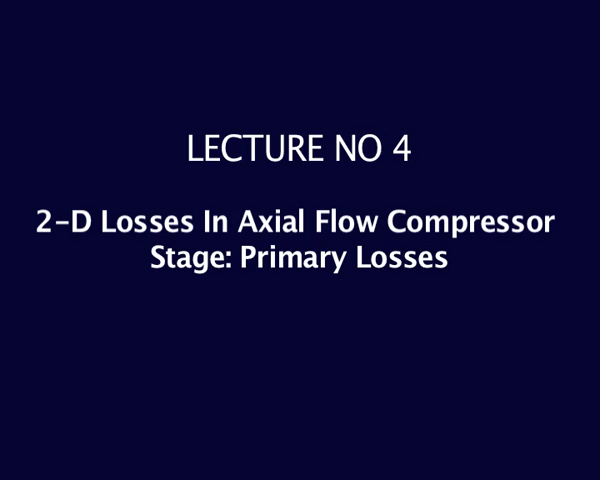 LECTURE NO 4
2-D Losses In Axial Flow Compressor
Stage: Primary Losses